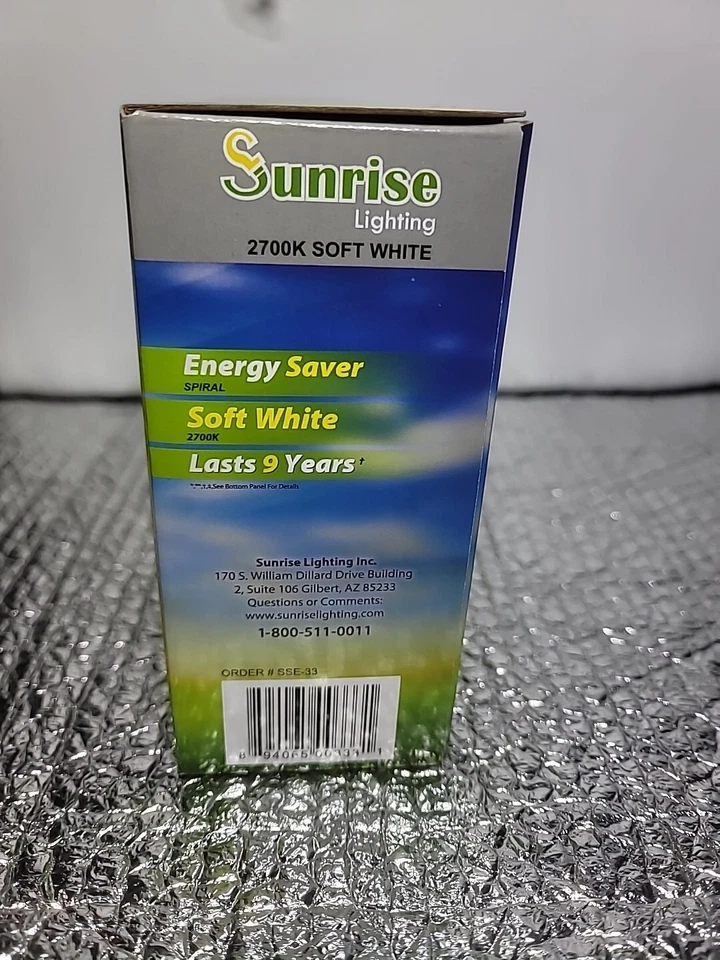 Sunrise
Lighting
2700K SOFT WHITE
Energy Saver
SPIRAL
Soft White
2700K
Lasts 9 Years†
See Bottom Panel For Details
Sunrise Lighting Inc.
170 S. William Dillard Drive Building
2, Suite 106 Gilbert, AZ 85233
Questions or Comments:
www.sunriselighting.com
1-800-511-0011
ORDER # SSE-33
8 1